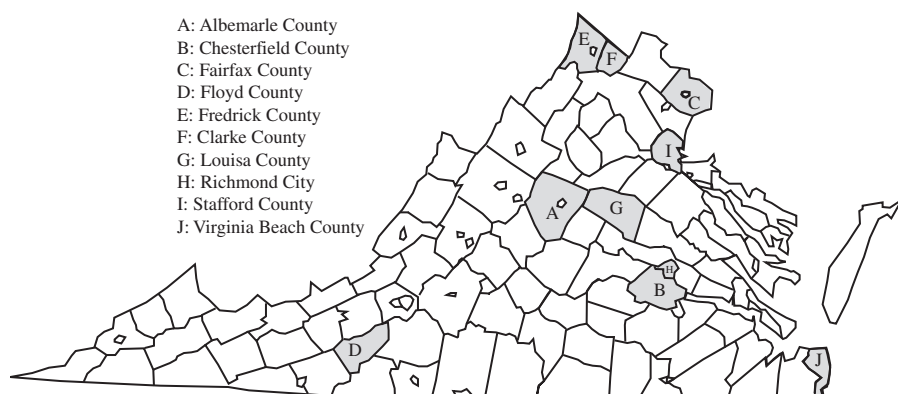 A: Albemarle County
B: Chesterfield County
C: Fairfax County
D: Floyd County
E: Fredrick County
F: Clarke County
G: Louisa County
H: Richmond City
I: Stafford County
J: Virginia Beach County
E
F
C
I
A
G
H
B
D
J